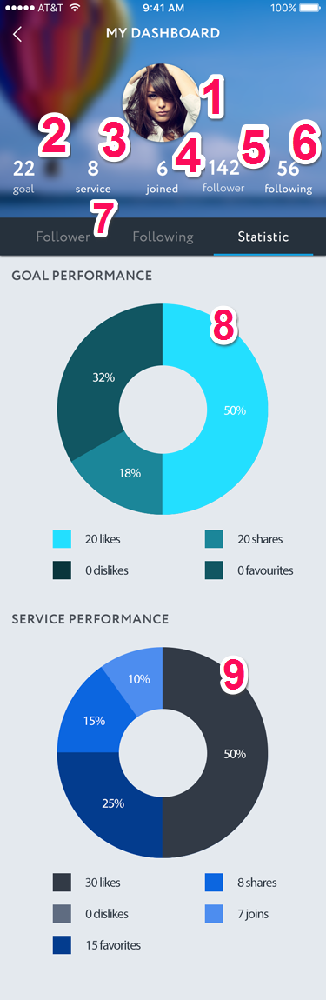 AT&T 9:41 AM 100%
MY DASHBOARD
1
2 3 4 5 6
22 8 6 142 56
goal service joined follower following
7
Follower Following Statistic
GOAL PERFORMANCE
8
32%
50%
18%
20 likes 20 shares
0 dislikes 0 favourites
SERVICE PERFORMANCE
9
10%
15%
50%
25%
30 likes 8 shares
0 dislikes 7 joins
15 favorites